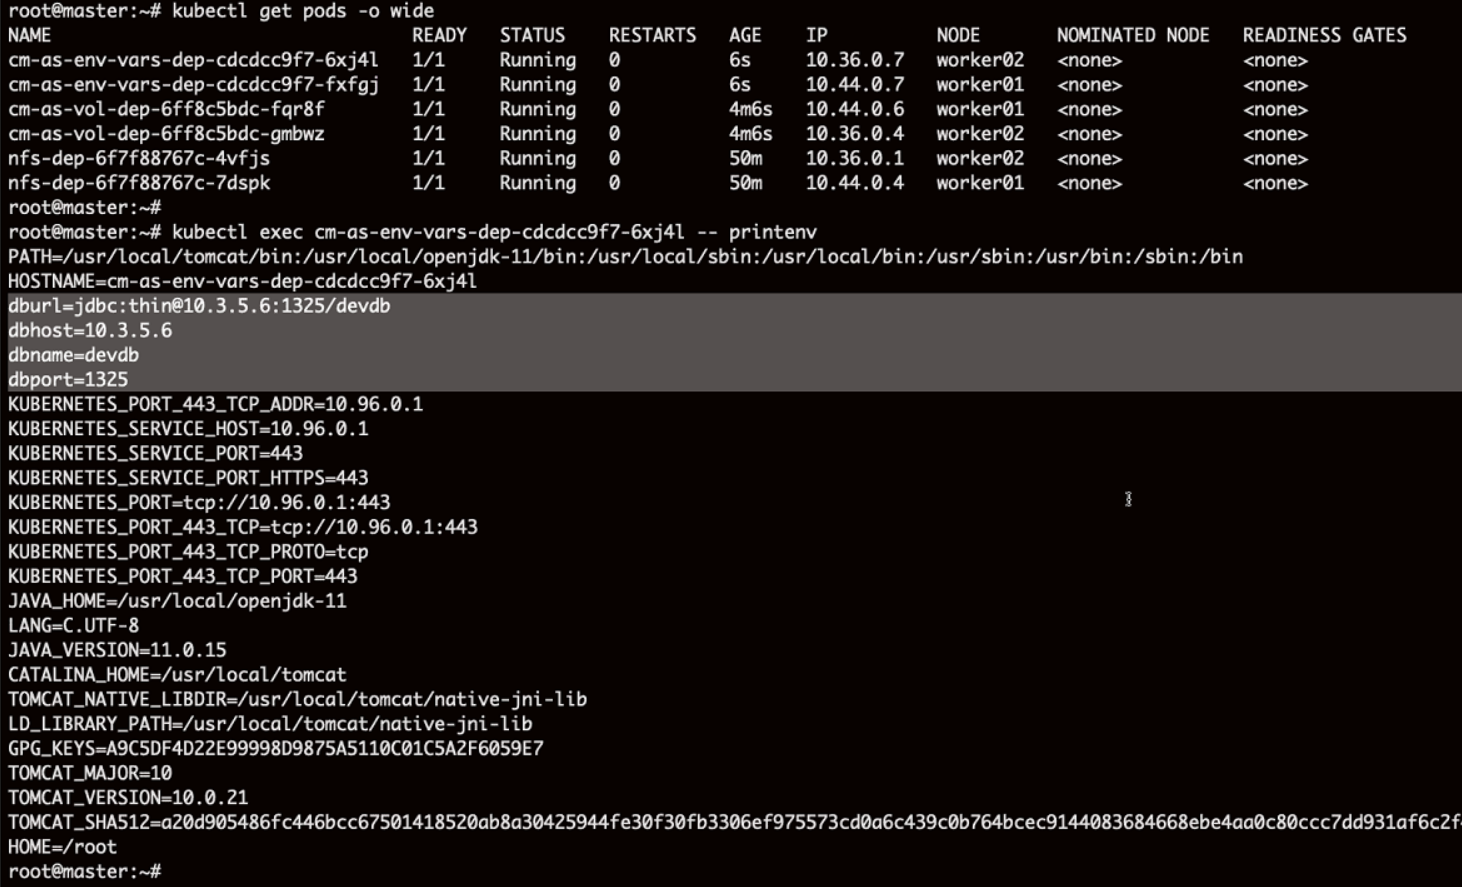 root@master:~# kubectl get pods -o wide
NAME READY STATUS RESTARTS AGE IP NODE NOMINATED NODE READINESS GATES
cm-as-env-vars-dep-cdcdcc9f7-6xj4l 1/1 Running 0 6s 10.36.0.7 worker02 <none> <none>
cm-as-env-vars-dep-cdcdcc9f7-fxfgj 1/1 Running 0 6s 10.44.0.7 worker01 <none> <none>
cm-as-vol-dep-6ff8c5bdc-fqr8f 1/1 Running 0 4m6s 10.44.0.6 worker01 <none> <none>
cm-as-vol-dep-6ff8c5bdc-gmbwz 1/1 Running 0 4m6s 10.36.0.4 worker02 <none> <none>
nfs-dep-6f7f88767c-4vfjs 1/1 Running 0 50m 10.36.0.1 worker02 <none> <none>
nfs-dep-6f7f88767c-7dspk 1/1 Running 0 50m 10.44.0.4 worker01 <none> <none>
root@master:~#
root@master:~# kubectl exec cm-as-env-vars-dep-cdcdcc9f7-6xj4l -- printenv
PATH=/usr/local/tomcat/bin:/usr/local/openjdk-11/bin:/usr/local/sbin:/usr/local/bin:/usr/sbin:/usr/bin:/sbin:/bin
HOSTNAME=cm-as-env-vars-dep-cdcdcc9f7-6xj4l
dburl=jdbc:thin@10.3.5.6:1325/devdb
dbhost=10.3.5.6
dbname=devdb
dbport=1325
KUBERNETES_PORT_443_TCP_ADDR=10.96.0.1
KUBERNETES_SERVICE_HOST=10.96.0.1
KUBERNETES_SERVICE_PORT=443
KUBERNETES_SERVICE_PORT_HTTPS=443
KUBERNETES_PORT=tcp://10.96.0.1:443
KUBERNETES_PORT_443_TCP=tcp://10.96.0.1:443
KUBERNETES_PORT_443_TCP_PROTO=tcp
KUBERNETES_PORT_443_TCP_PORT=443
JAVA_HOME=/usr/local/openjdk-11
LANG=C.UTF-8
JAVA_VERSION=11.0.15
CATALINA_HOME=/usr/local/tomcat
TOMCAT_NATIVE_LIBDIR=/usr/local/tomcat/native-jni-lib
LD_LIBRARY_PATH=/usr/local/tomcat/native-jni-lib
GPG_KEYS=A9C5DF4D22E99998D9875A5110C01C5A2F6059E7
TOMCAT_MAJOR=10
TOMCAT_VERSION=10.0.21
TOMCAT_SHA512=a20d905486fc446bcc67501418520ab8a30425944fe30f30fb3306ef975573cd0a6c439c0b764bcec9144083684668ebe4aa0c80ccc7dd931af6c2f
HOME=/root
root@master:~#